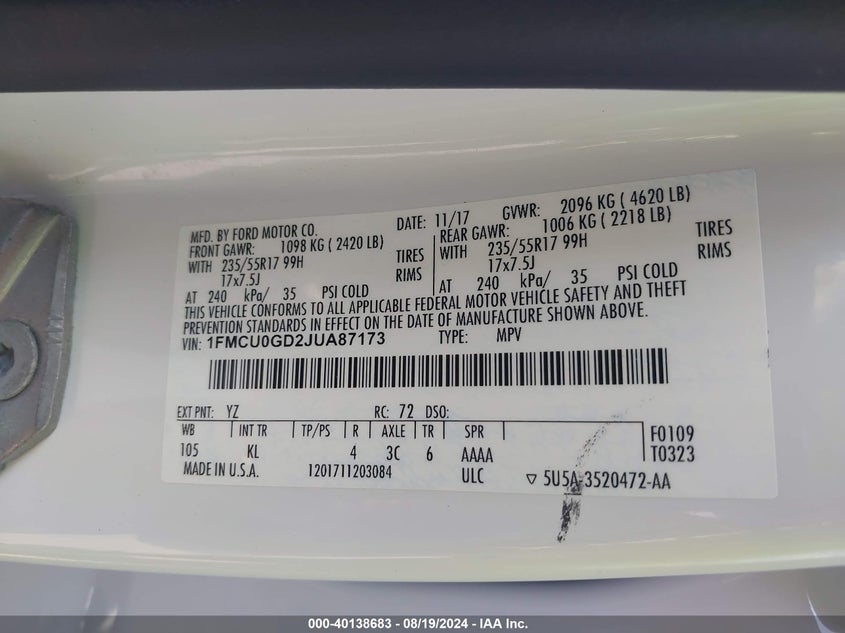 MFD. BY FORD MOTOR CO. DATE: 11/17 GVWR: 2096 KG ( 4620 LB)
FRONT GAWR: 1098 KG ( 2420 LB) REAR GAWR: 1006 KG ( 2218 LB)
WITH 235/55R17 99H TIRES WITH 235/55R17 99H TIRES
17x7.5J RIMS 17x7.5J RIMS
AT 240 kPa/ 35 PSI COLD AT 240 kPa/ 35 PSI COLD
THIS VEHICLE CONFORMS TO ALL APPLICABLE FEDERAL MOTOR VEHICLE SAFETY AND THEFT
PREVENTION STANDARDS IN EFFECT ON THE DATE OF MANUFACTURE SHOWN ABOVE.
VIN: 1FMCU0GD2JUA87173 TYPE: MPV
EXT PNT: YZ RC: 72 DSO:
WB INT TR TP/PS R AXLE TR SPR F0109
105 KL 4 3C 6 AAAA T0323
MADE IN U.S.A. 1201711203084 ULC ▽ 5U5A-3520472-AA
000-40138683 - 08/19/2024 - IAA Inc.